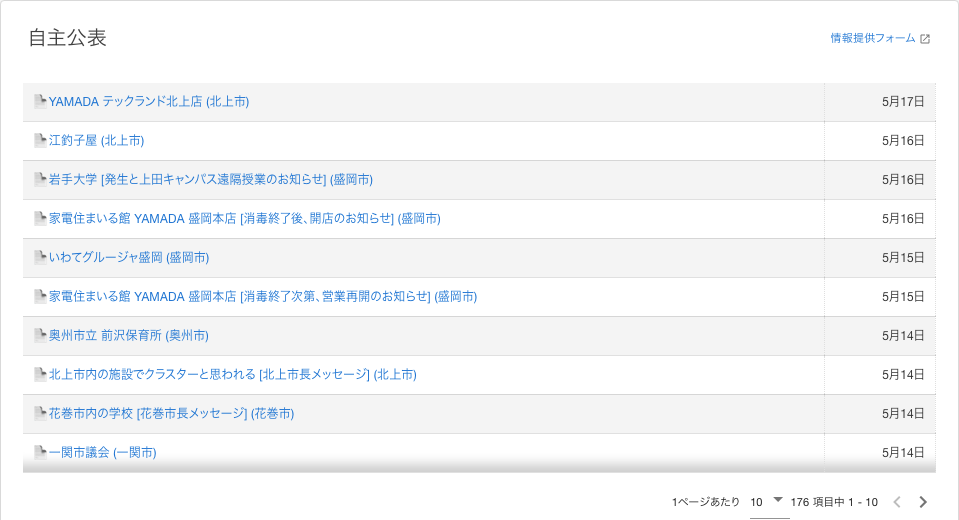 自主公表
情報提供フォーム
YAMADA テックランド北上店 (北上市) 5月17日
江釣子屋 (北上市) 5月16日
岩手大学 [発生と上田キャンパス遠隔授業のお知らせ] (盛岡市) 5月16日
家電住まいる館 YAMADA 盛岡本店 [消毒終了後、開店のお知らせ] (盛岡市) 5月16日
いわてグルージャ盛岡 (盛岡市) 5月15日
家電住まいる館 YAMADA 盛岡本店 [消毒終了次第、営業再開のお知らせ] (盛岡市) 5月15日
奥州市立 前沢保育所 (奥州市) 5月14日
北上市内の施設でクラスターと思われる [北上市長メッセージ] (北上市) 5月14日
花巻市内の学校 [花巻市長メッセージ] (花巻市) 5月14日
一関市議会 (一関市) 5月14日
1ページあたり 10 176 項目中 1 - 10